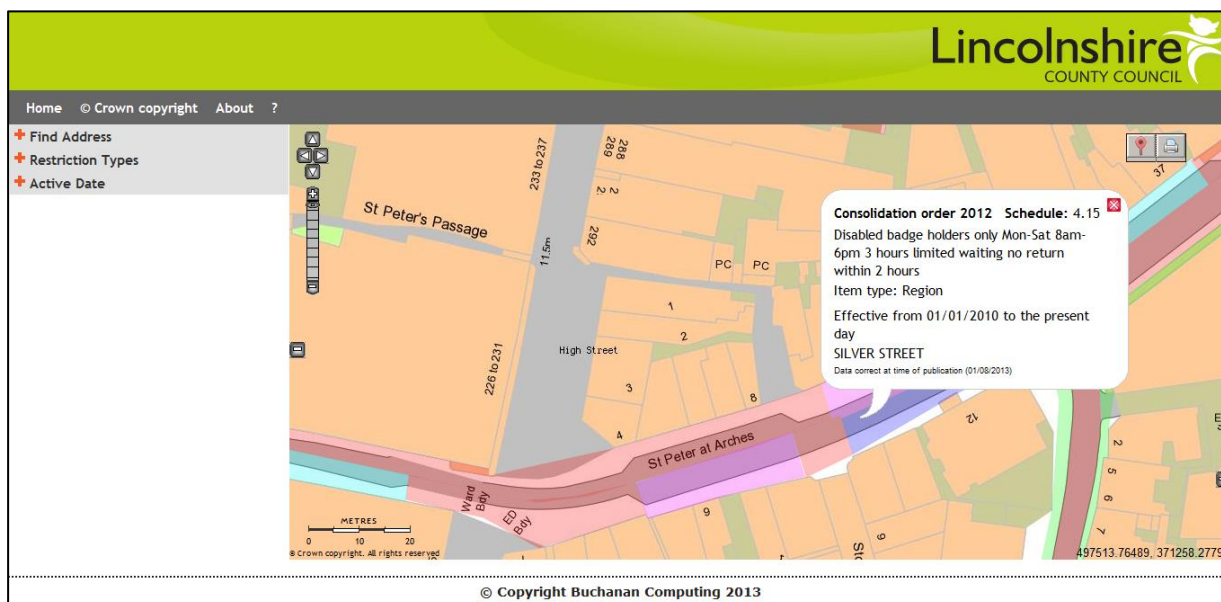 Lincolnshire
COUNTY COUNCIL
Home © Crown copyright About ?
Find Address
Restriction Types
Active Date
233 to 237
288
289
2
2
292
37
St Peter's Passage
11.5m
PC PC
Consolidation order 2012 Schedule: 4.15
Disabled badge holders only Mon-Sat 8am-
6pm 3 hours limited waiting no return
within 2 hours
Item type: Region
Effective from 01/01/2010 to the present
day
SILVER STREET
Data correct at time of publication (01/08/2013)
1
2
High Street
226 to 231
3
8
4
12
St Peter at Arches
2
5
6
7
Ward
Bdy
ED
Bdy
9
9
METRES
0 10 20
© Crown copyright. All rights reserved
497513.76489, 371258.2779
© Copyright Buchanan Computing 2013